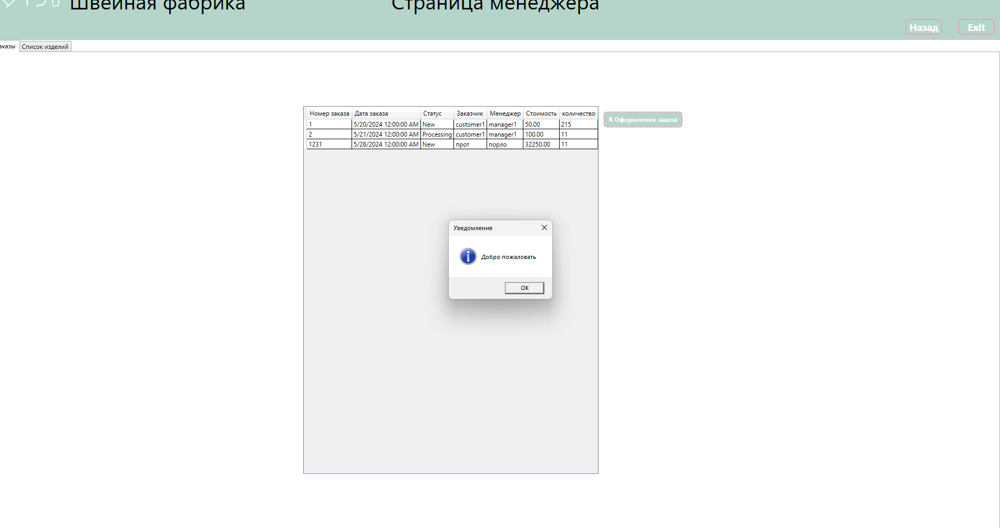 Швейная фабрика Страница менеджера
Назад Exit
аказы Список изделий
Номер заказа Дата заказа Статус Заказчик Менеджер Стоимость количество
1 5/20/2024 12:00:00 AM New customer1 manager1 50.00 215
2 5/21/2024 12:00:00 AM Processing customer1 manager1 100.00 11
1231 5/28/2024 12:00:00 AM New прот порло 32250.00 11
К Оформления заказа
Уведомление
Добро пожаловать
OK